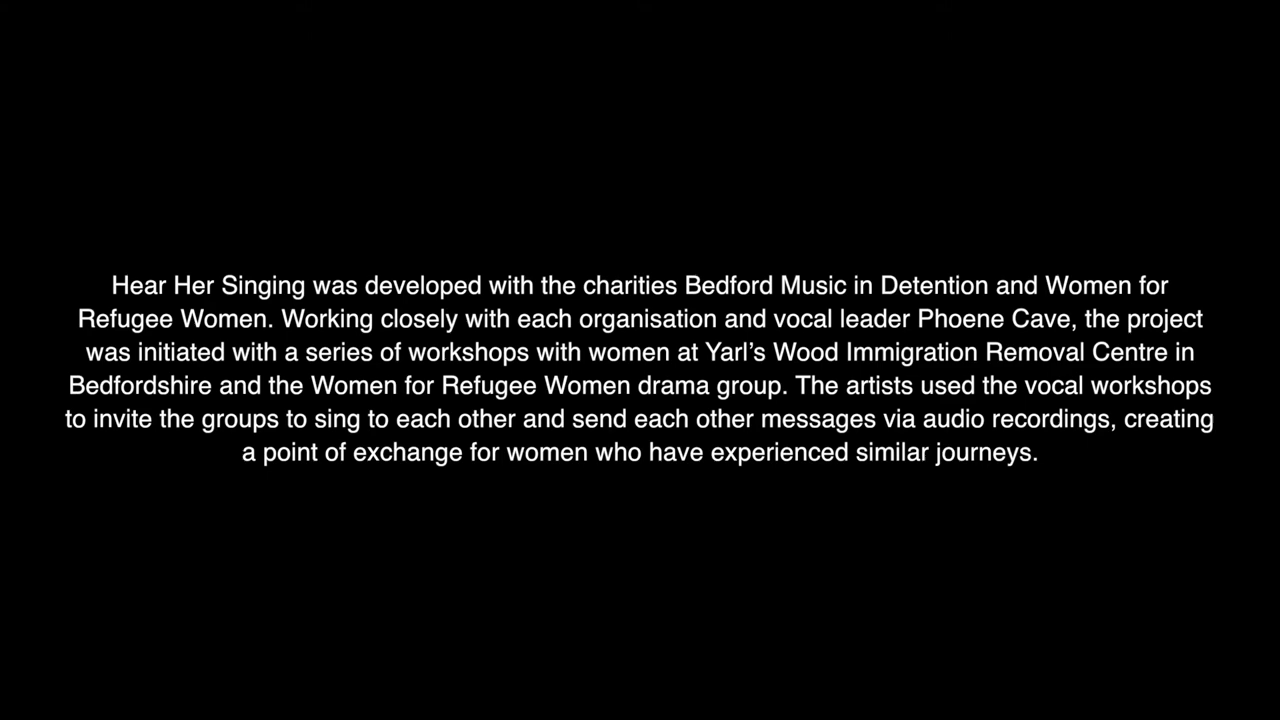 Hear Her Singing was developed with the charities Bedford Music in Detention and Women for
Refugee Women. Working closely with each organisation and vocal leader Phoene Cave, the project
was initiated with a series of workshops with women at Yarl’s Wood Immigration Removal Centre in
Bedfordshire and the Women for Refugee Women drama group. The artists used the vocal workshops
to invite the groups to sing to each other and send each other messages via audio recordings, creating
a point of exchange for women who have experienced similar journeys.